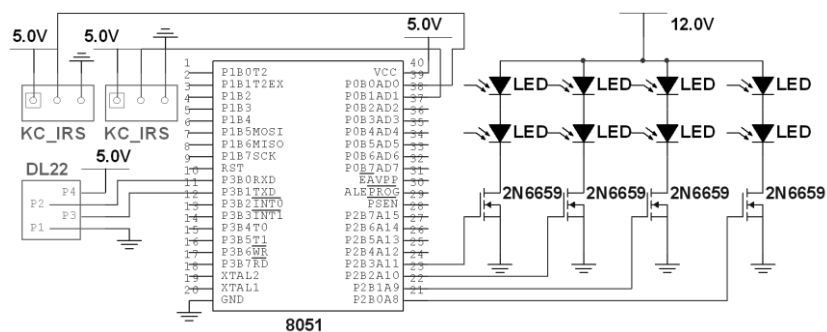 5.0V
5.0V
5.0V
12.0V
KC_IRS
KC_IRS
DL22
5.0V
P4
P2
P3
P1
1
2
3
4
5
6
7
8
9
10
11
12
13
14
15
16
17
18
19
20
P1B0T2
P1B1T2EX
P1B2
P1B3
P1B4
P1B5MOSI
P1B6MISO
P1B7SCK
RST
P3B0RXD
P3B1TXD
P3B2INT0
P3B3INT1
P3B4T0
P3B5T1
P3B6WR
P3B7RD
XTAL2
XTAL1
GND
VCC
P0B0AD0
P0B1AD1
P0B2AD2
P0B3AD3
P0B4AD4
P0B5AD5
P0B6AD6
P0B7AD7
EAVPP
ALEPROG
PSEN
P2B7A15
P2B6A14
P2B5A13
P2B4A12
P2B3A11
P2B2A10
P2B1A9
P2B0A8
40
39
38
37
36
35
34
33
32
31
30
29
28
27
26
25
24
23
22
21
8051
LED LED LED LED
LED LED LED LED
2N6659 2N6659 2N6659 2N6659